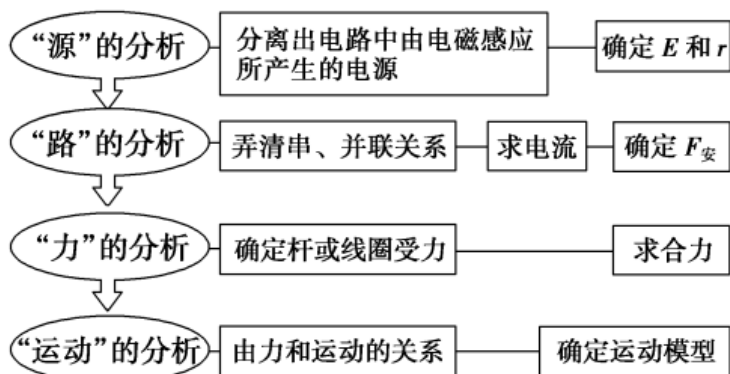 “源”的分析
分离出电路中由电磁感应
所产生的电源
确定 E 和 r
“路”的分析
弄清串、并联关系
求电流
确定 F安
“力”的分析
确定杆或线圈受力
求合力
“运动”的分析
由力和运动的关系
确定运动模型